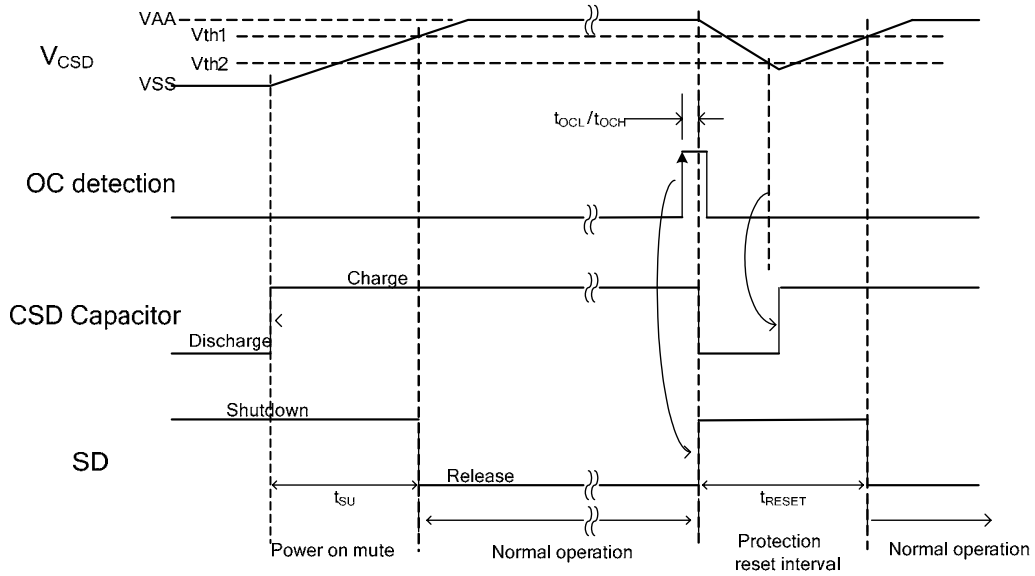 VAA
Vth1
VCSD
Vth2
VSS
tOCL/tOCH
OC detection
Charge
CSD Capacitor
Discharge
Shutdown
SD
Release
tSU
tRESET
Power on mute
Normal operation
Protection
reset interval
Normal operation